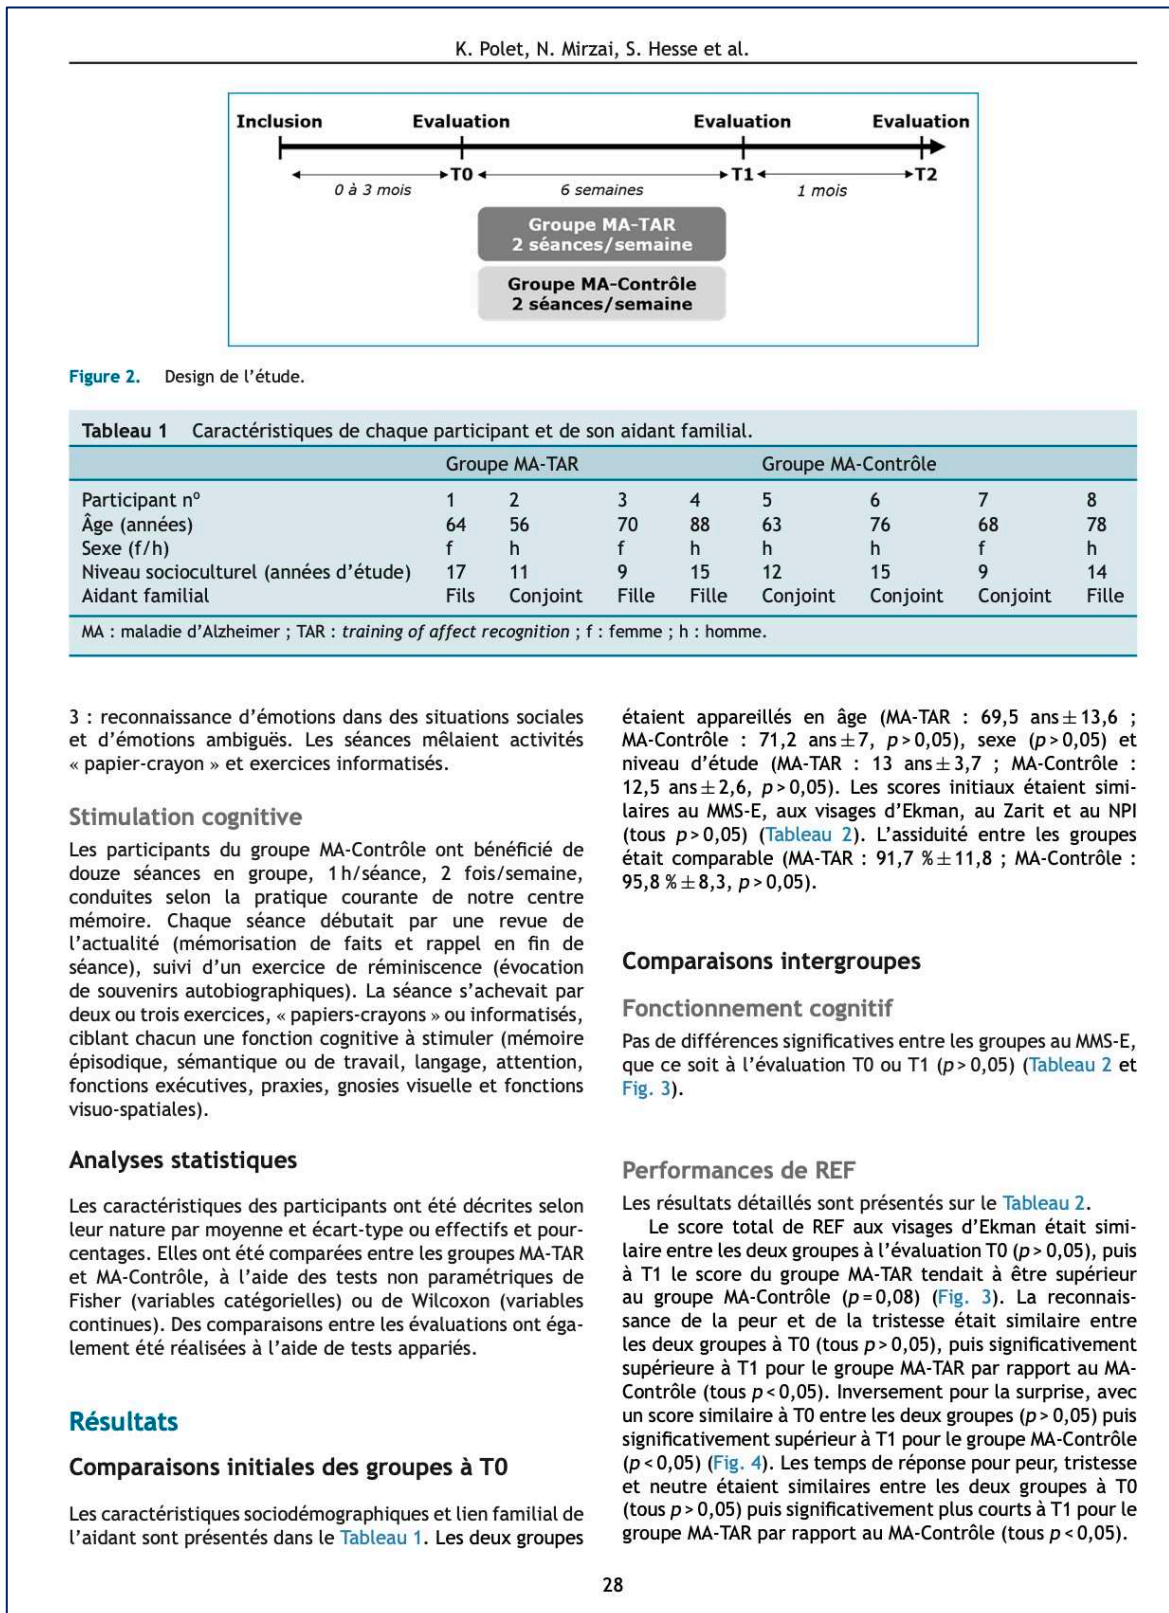 K. Polet, N. Mirzai, S. Hesse et al.
Inclusion Evaluation Evaluation Evaluation
T0 T1 T2
0 à 3 mois 6 semaines 1 mois
Groupe MA-TAR
2 séances/semaine
Groupe MA-Contrôle
2 séances/semaine
Figure 2. Design de l'étude.
Tableau 1 Caractéristiques de chaque participant et de son aidant familial.
Groupe MA-TAR Groupe MA-Contrôle
Participant nº 1 2 3 4 5 6 7 8
Âge (années) 64 56 70 88 63 76 68 78
Sexe (f/h) f h f h h h f h
Niveau socioculturel (années d'étude) 17 11 9 15 12 15 9 14
Aidant familial Fils Conjoint Fille Fille Conjoint Conjoint Conjoint Fille
MA : maladie d'Alzheimer ; TAR : training of affect recognition ; f : femme ; h : homme.
3 : reconnaissance d'émotions dans des situations sociales
et d'émotions ambiguës. Les séances mêlaient activités
« papier-crayon » et exercices informatisés.
Stimulation cognitive
Les participants du groupe MA-Contrôle ont bénéficié de
douze séances en groupe, 1 h/séance, 2 fois/semaine,
conduites selon la pratique courante de notre centre
mémoire. Chaque séance débutait par une revue de
l'actualité (mémorisation de faits et rappel en fin de
séance), suivi d'un exercice de réminiscence (évocation
de souvenirs autobiographiques). La séance s'achevait par
deux ou trois exercices, « papiers-crayons » ou informatisés,
ciblant chacun une fonction cognitive à stimuler (mémoire
épisodique, sémantique ou de travail, langage, attention,
fonctions exécutives, praxies, gnosies visuelle et fonctions
visuo-spatiales).
Analyses statistiques
Les caractéristiques des participants ont été décrites selon
leur nature par moyenne et écart-type ou effectifs et pour-
centages. Elles ont été comparées entre les groupes MA-TAR
et MA-Contrôle, à l'aide des tests non paramétriques de
Fisher (variables catégorielles) ou de Wilcoxon (variables
continues). Des comparaisons entre les évaluations ont éga-
lement été réalisées à l'aide de tests appariés.
Résultats
Comparaisons initiales des groupes à T0
Les caractéristiques sociodémographiques et lien familial de
l'aidant sont présentés dans le Tableau 1. Les deux groupes
étaient appareillés en âge (MA-TAR : 69,5 ans ± 13,6 ;
MA-Contrôle : 71,2 ans ± 7, p > 0,05), sexe (p > 0,05) et
niveau d'étude (MA-TAR : 13 ans ± 3,7 ; MA-Contrôle :
12,5 ans ± 2,6, p > 0,05). Les scores initiaux étaient simi-
laires au MMS-E, aux visages d'Ekman, au Zarit et au NPI
(tous p > 0,05) (Tableau 2). L'assiduité entre les groupes
était comparable (MA-TAR : 91,7 % ± 11,8 ; MA-Contrôle :
95,8 % ± 8,3, p > 0,05).
Comparaisons intergroupes
Fonctionnement cognitif
Pas de différences significatives entre les groupes au MMS-E,
que ce soit à l'évaluation T0 ou T1 (p > 0,05) (Tableau 2 et
Fig. 3).
Performances de REF
Les résultats détaillés sont présentés sur le Tableau 2.
Le score total de REF aux visages d'Ekman était simi-
laire entre les deux groupes à l'évaluation T0 (p > 0,05), puis
à T1 le score du groupe MA-TAR tendait à être supérieur
au groupe MA-Contrôle (p = 0,08) (Fig. 3). La reconnais-
sance de la peur et de la tristesse était similaire entre
les deux groupes à T0 (tous p > 0,05), puis significativement
supérieure à T1 pour le groupe MA-TAR par rapport au MA-
Contrôle (tous p < 0,05). Inversement pour la surprise, avec
un score similaire à T0 entre les deux groupes (p > 0,05) puis
significativement supérieur à T1 pour le groupe MA-Contrôle
(p < 0,05) (Fig. 4). Les temps de réponse pour peur, tristesse
et neutre étaient similaires entre les deux groupes à T0
(tous p > 0,05) puis significativement plus courts à T1 pour le
groupe MA-TAR par rapport au MA-Contrôle (tous p < 0,05).
28